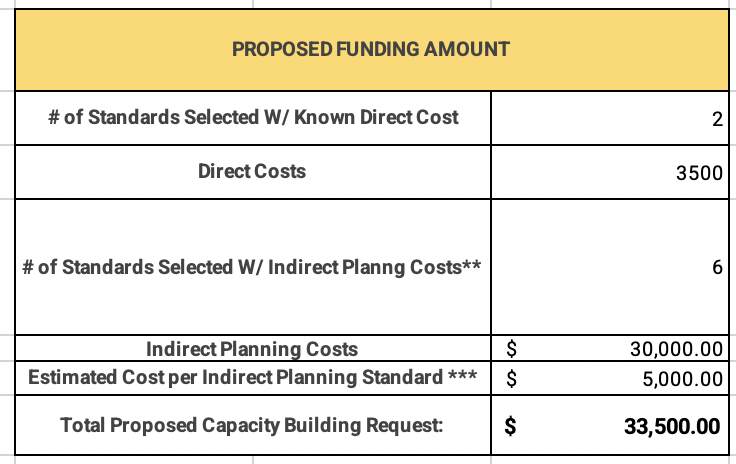 PROPOSED FUNDING AMOUNT
# of Standards Selected W/ Known Direct Cost 2
Direct Costs 3500
# of Standards Selected W/ Indirect Planng Costs** 6
Indirect Planning Costs $ 30,000.00
Estimated Cost per Indirect Planning Standard *** $ 5,000.00
Total Proposed Capacity Building Request: $ 33,500.00